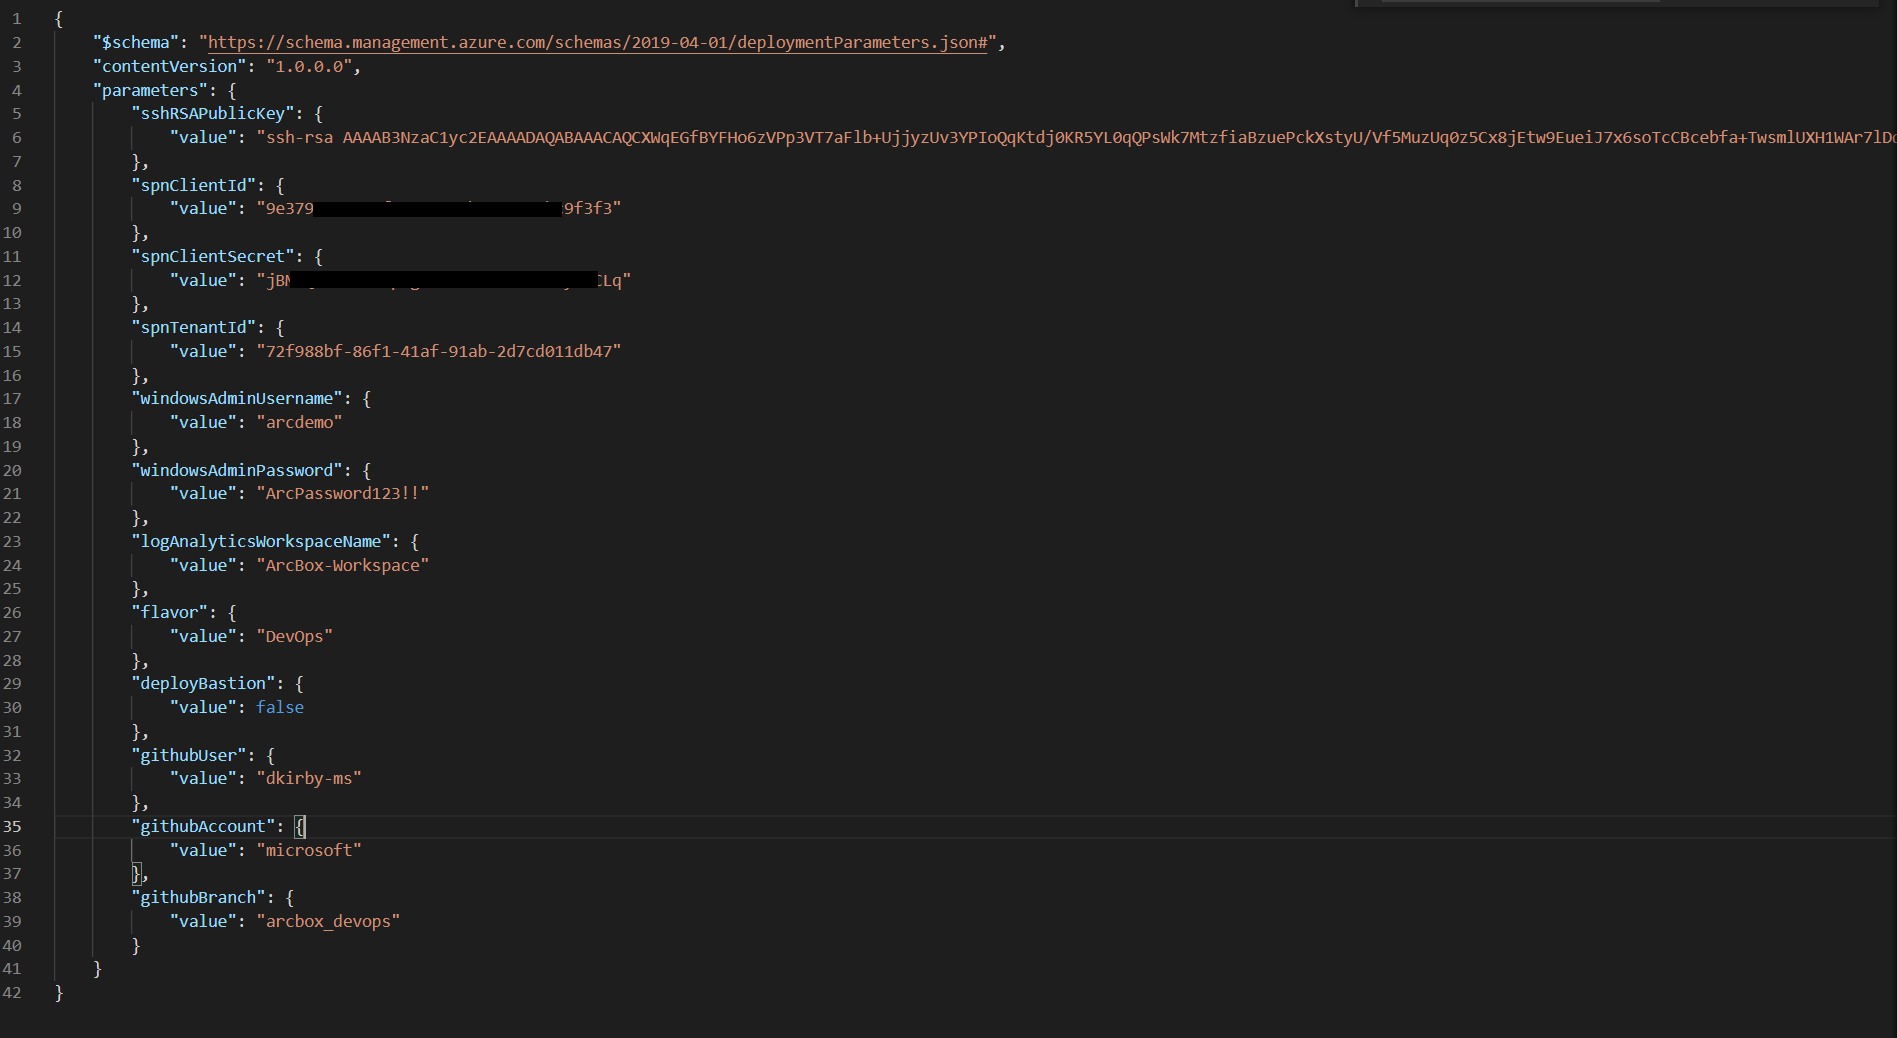 1 {
2 "$schema": "https://schema.management.azure.com/schemas/2019-04-01/deploymentParameters.json#",
3 "contentVersion": "1.0.0.0",
4 "parameters": {
5 "sshRSAPublicKey": {
6 "value": "ssh-rsa AAAAB3NzaC1yc2EAAAADAQABAAACAQCXWqEGfBYFHo6zVPp3VT7aFlb+UjjyzUv3YPIoQqKtdj0KR5YL0qQPsWk7MtzfiaBzuePckXstyU/Vf5MuzUq0z5Cx8jEtw9EueiJ7x6soTcCBcebfa+TwsmlUXH1WAr7lD
7 },
8 "spnClientId": {
9 "value": "9e379 9f3f3"
10 },
11 "spnClientSecret": {
12 "value": "jB Lq"
13 },
14 "spnTenantId": {
15 "value": "72f988bf-86f1-41af-91ab-2d7cd011db47"
16 },
17 "windowsAdminUsername": {
18 "value": "arcdemo"
19 },
20 "windowsAdminPassword": {
21 "value": "ArcPassword123!!"
22 },
23 "logAnalyticsWorkspaceName": {
24 "value": "ArcBox-Workspace"
25 },
26 "flavor": {
27 "value": "DevOps"
28 },
29 "deployBastion": {
30 "value": false
31 },
32 "githubUser": {
33 "value": "dkirby-ms"
34 },
35 "githubAccount": {
36 "value": "microsoft"
37 },
38 "githubBranch": {
39 "value": "arcbox_devops"
40 }
41 }
42 }